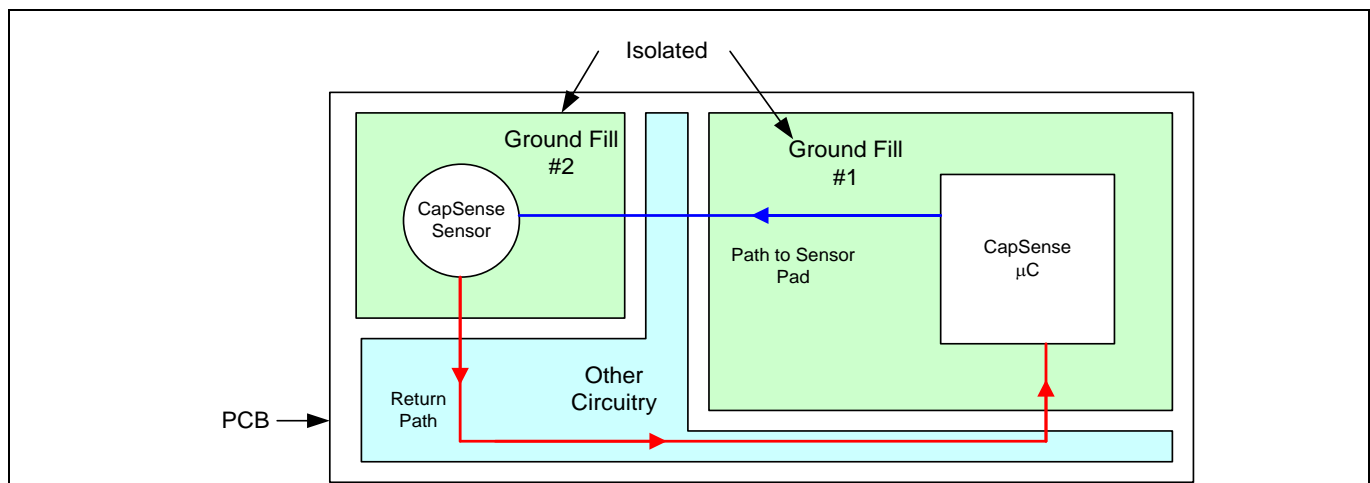 Isolated
Ground Fill
#2
Ground Fill
#1
CapSense
Sensor
Path to Sensor
Pad
CapSense
μC
Other
Circuitry
Return
Path
PCB